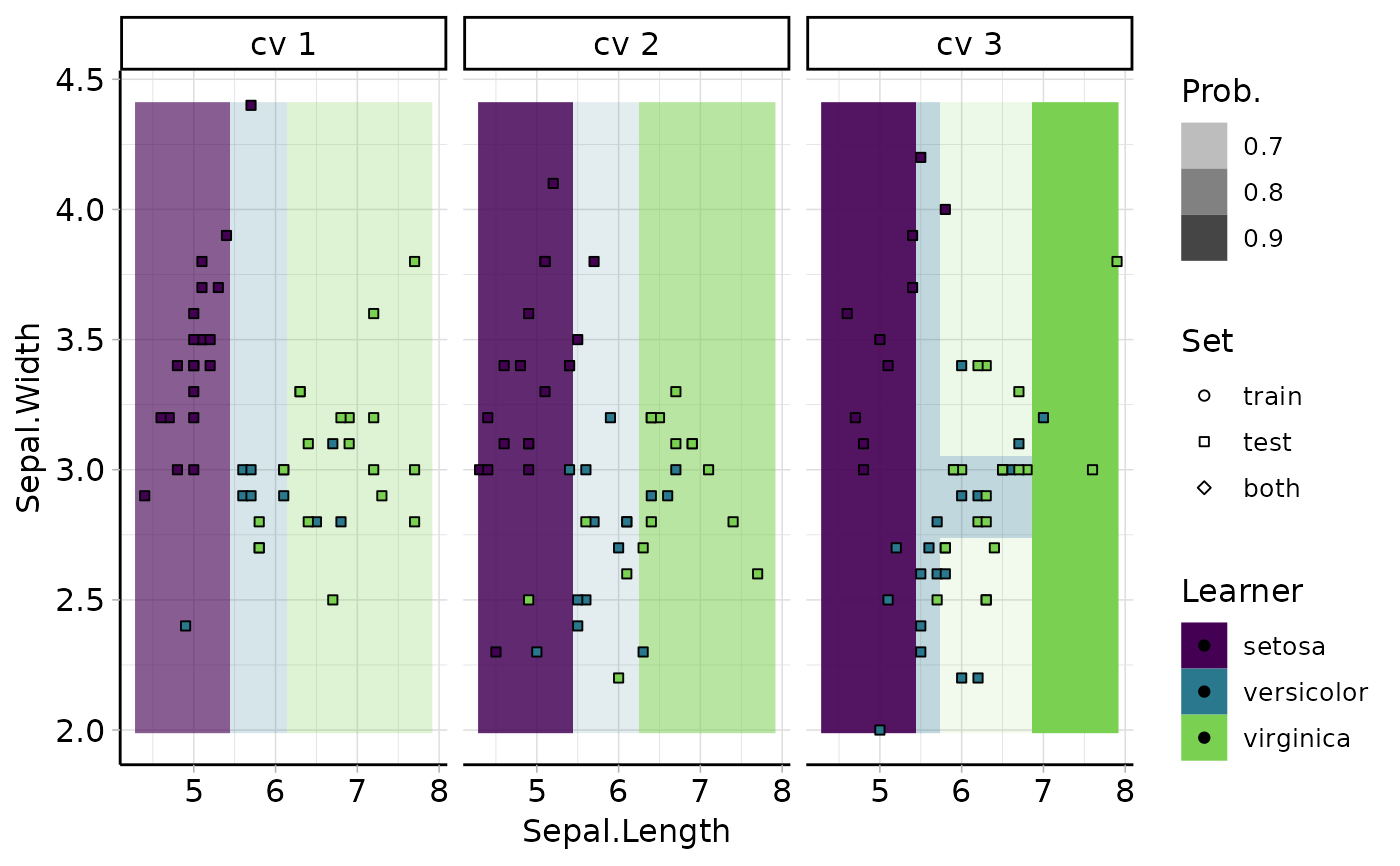 cv 1
cv 2
cv 3
4.5
4.0
3.5
3.0
2.5
2.0
Sepal.Width
5 6 7 8
5 6 7 8
5 6 7 8
Sepal.Length
Prob.
0.7
0.8
0.9
Set
train
test
both
Learner
setosa
versicolor
virginica